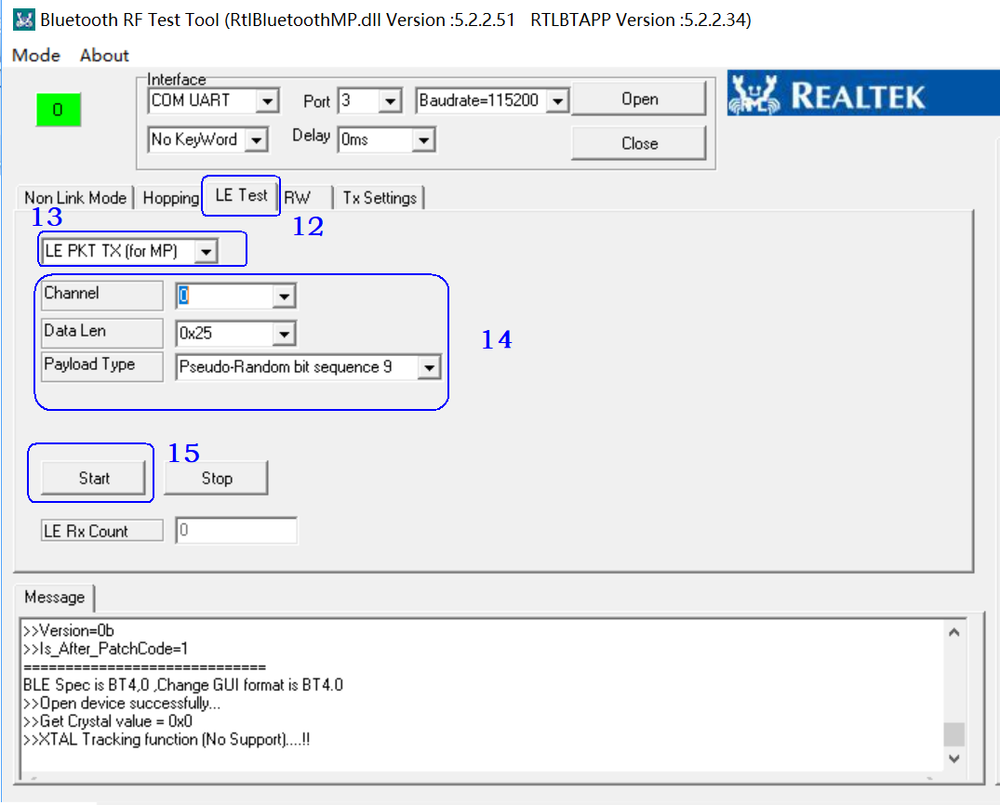 Bluetooth RF Test Tool (RtlBluetoothMP.dll Version :5.2.2.51   RTLBTAPP Version :5.2.2.34)
Mode About
Interface
0 COM UART Port 3 Baudrate=115200 Open
REALTEK
No KeyWord Delay 0ms Close
Non Link Mode Hopping LE Test RW Tx Settings
13 12
LE PKT TX (for MP)
Channel 0
Data Len 0x25 14
Payload Type Pseudo-Random bit sequence 9
15
Start Stop
LE Rx Count 0
Message
>>Version=0b
>>Is_After_PatchCode=1
=============================
BLE Spec is BT4,0 ,Change GUI format is BT4.0
>>Open device successfully...
>>Get Crystal value = 0x0
>>XTAL Tracking function (No Support)....!!